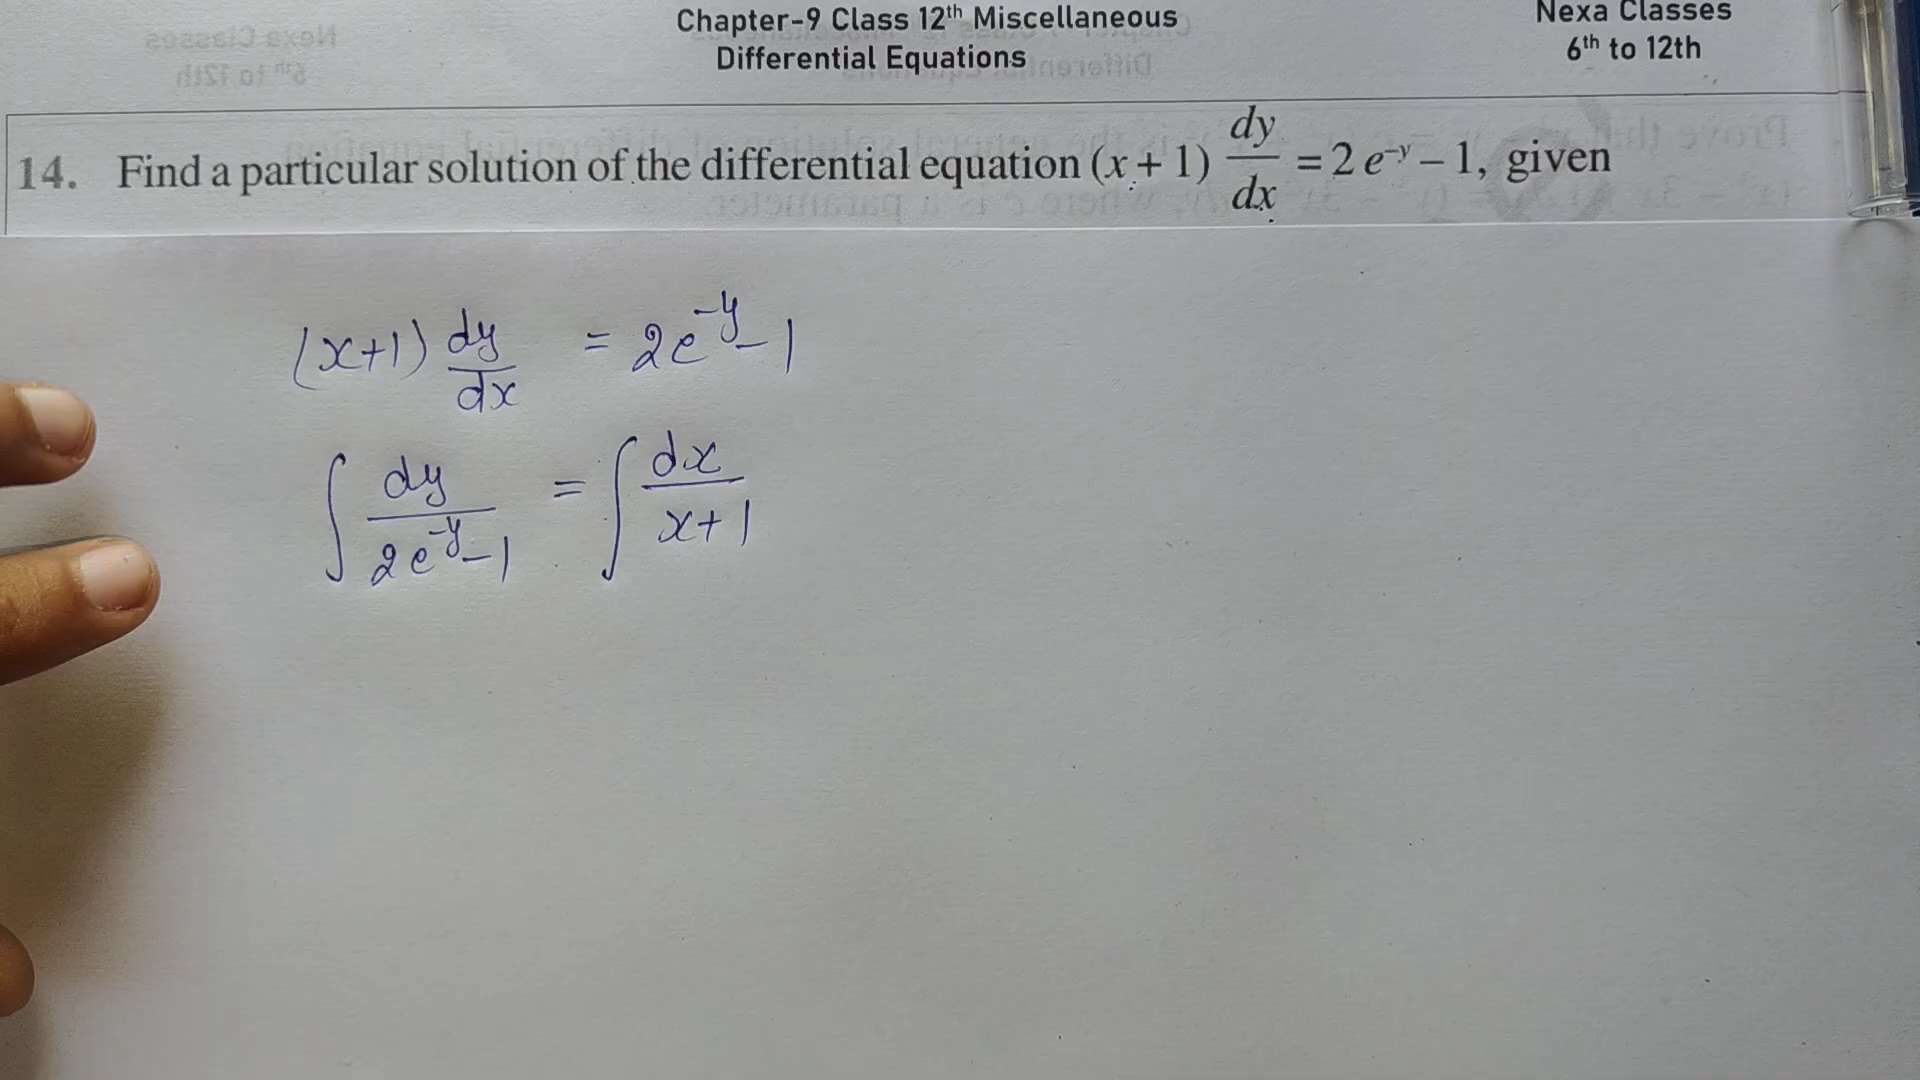 Chapter-9 Class 12th Miscellaneous
Differential Equations
Nexa Classes
6th to 12th
14. Find a particular solution of the differential equation (x + 1) dy/dx = 2 e^-y – 1, given
(x+1) dy/dx = 2e^-y - 1
∫ dy/(2e^-y - 1) = ∫ dx/(x+1)